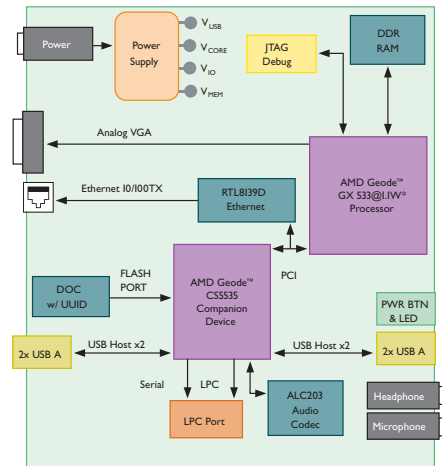 Power
Power
Supply
VUSB
VCORE
VIO
VMEM
JTAG
Debug
DDR
RAM
Analog VGA
AMD Geode™
GX 533@1.1W*
Processor
Ethernet 10/100TX
RTL8139D
Ethernet
PCI
DOC
w/ UUID
FLASH
PORT
AMD Geode™
CS5535
Companion
Device
PWR BTN
& LED
2x USB A
USB Host x2
USB Host x2
2x USB A
Serial
LPC
LPC Port
ALC203
Audio
Codec
Headphone
Microphone